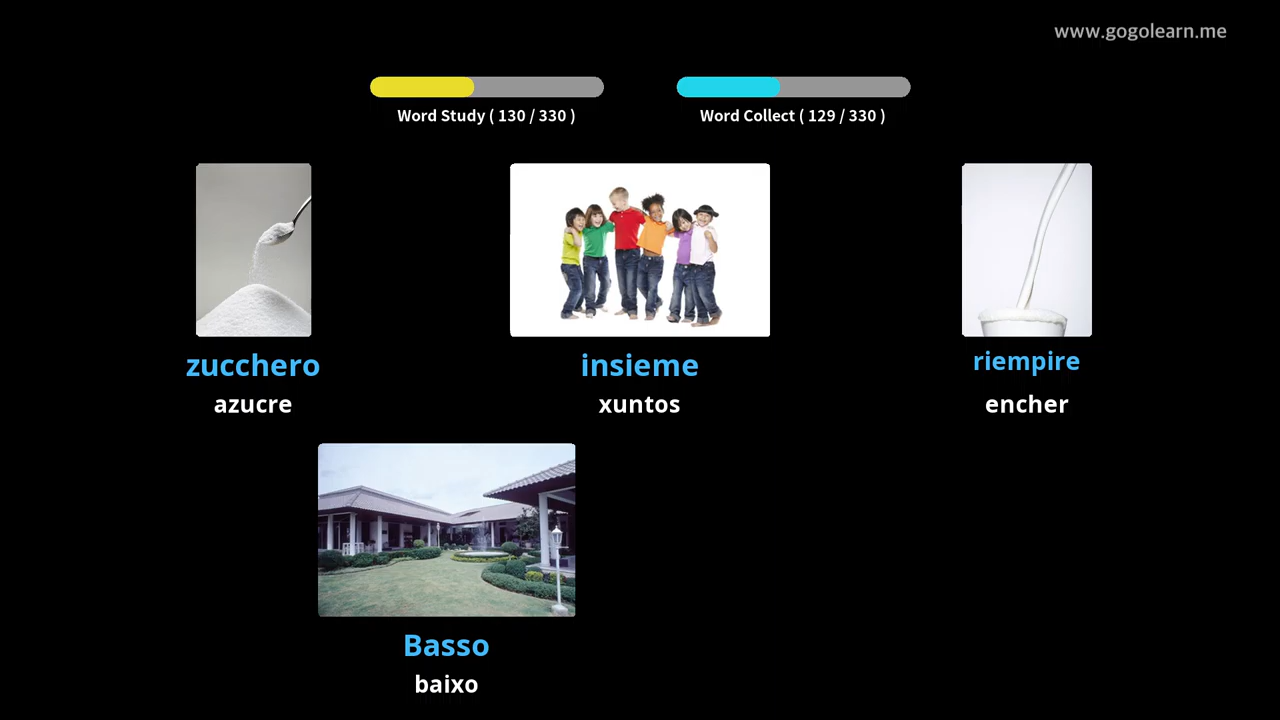 www.gogolearn.me
Word Study ( 130 / 330 )
Word Collect ( 129 / 330 )
zucchero
azucre
insieme
xuntos
riempire
encher
Basso
baixo